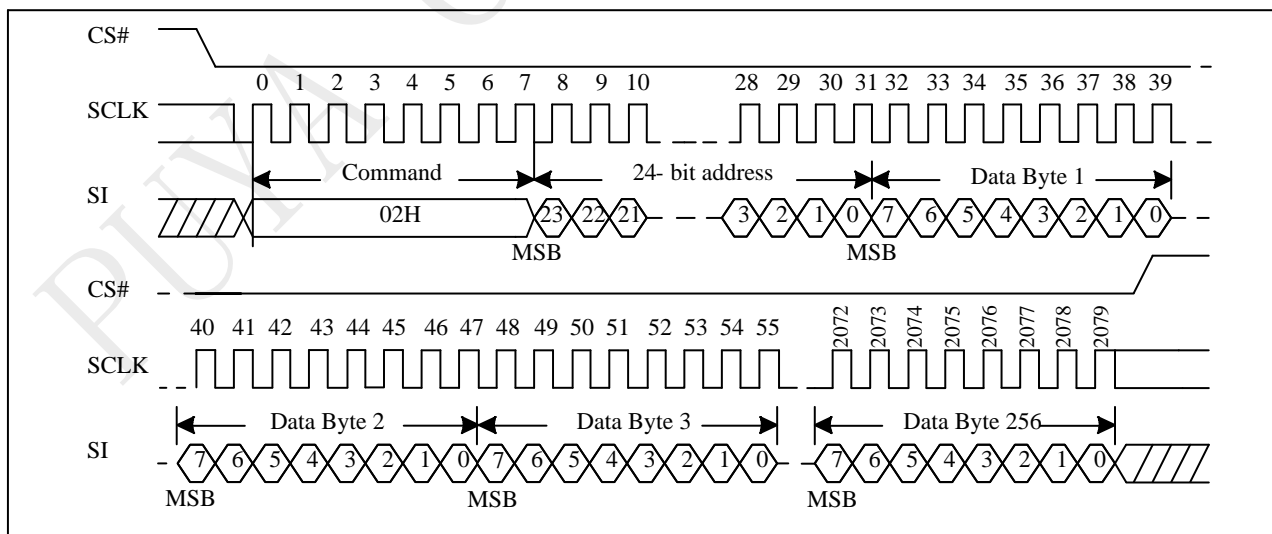 PUYA
CS#
0 1 2 3 4 5 6 7 8 9 10 28 29 30 31 32 33 34 35 36 37 38 39
SCLK
Command 24- bit address Data Byte 1
SI
02H 23 22 21 3 2 1 0 7 6 5 4 3 2 1 0
MSB MSB
CS#
40 41 42 43 44 45 46 47 48 49 50 51 52 53 54 55 2072 2073 2074 2075 2076 2077 2078 2079
SCLK
Data Byte 2 Data Byte 3 Data Byte 256
SI
7 6 5 4 3 2 1 0 7 6 5 4 3 2 1 0 7 6 5 4 3 2 1 0
MSB MSB MSB